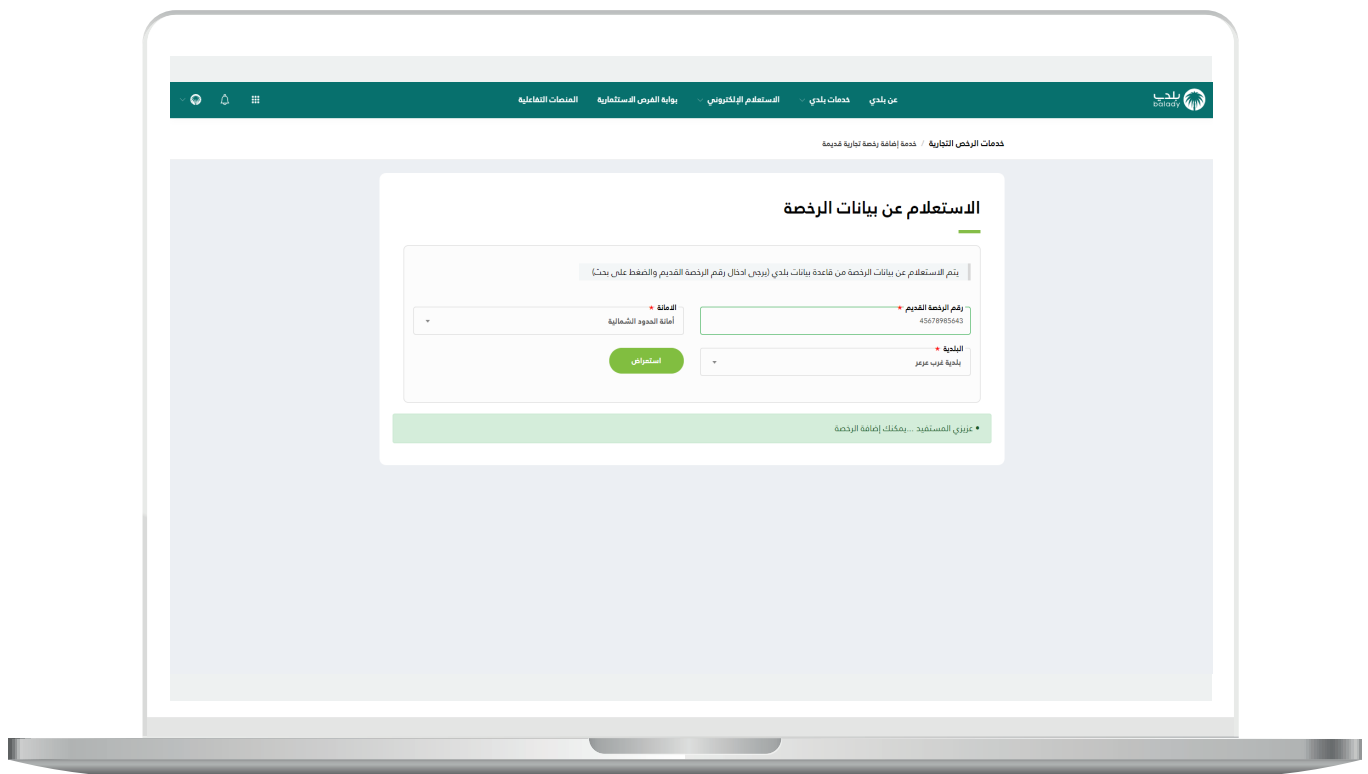 بلدي
balady
عن بلدي
خدمات بلدي
الاستعلام الإلكتروني
بوابة الفرص الاستثمارية
المنصات التفاعلية
خدمات الرخص التجارية / خدمة إضافة رخصة تجارية قديمة
الاستعلام عن بيانات الرخصة
يتم الاستعلام عن بيانات الرخصة من قاعدة بيانات بلدي (يرجى ادخال رقم الرخصة القديم والضغط على بحث)
رقم الرخصة القديم *
45678985643
الامانة *
أمانة الحدود الشمالية
البلدية *
بلدية غرب عرعر
استعراض
• عزيزي المستفيد ...يمكنك إضافة الرخصة